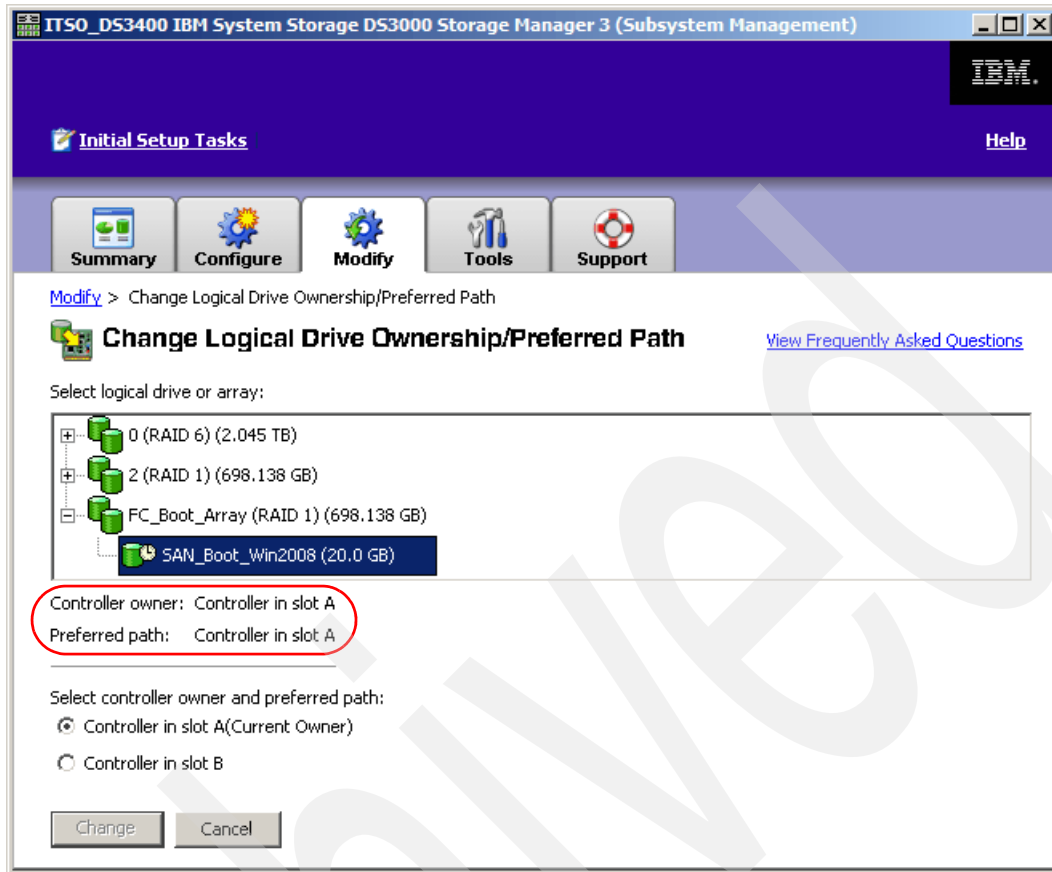 ITSO_DS3400 IBM System Storage DS3000 Storage Manager 3 (Subsystem Management)
IBM.
Initial Setup Tasks
Help
Summary
Configure
Modify
Tools
Support
Modify > Change Logical Drive Ownership/Preferred Path
Change Logical Drive Ownership/Preferred Path
View Frequently Asked Questions
Select logical drive or array:
0 (RAID 6) (2.045 TB)
2 (RAID 1) (698.138 GB)
FC_Boot_Array (RAID 1) (698.138 GB)
SAN_Boot_Win2008 (20.0 GB)
Controller owner: Controller in slot A
Preferred path: Controller in slot A
Select controller owner and preferred path:
Controller in slot A(Current Owner)
Controller in slot B
Change
Cancel
hived